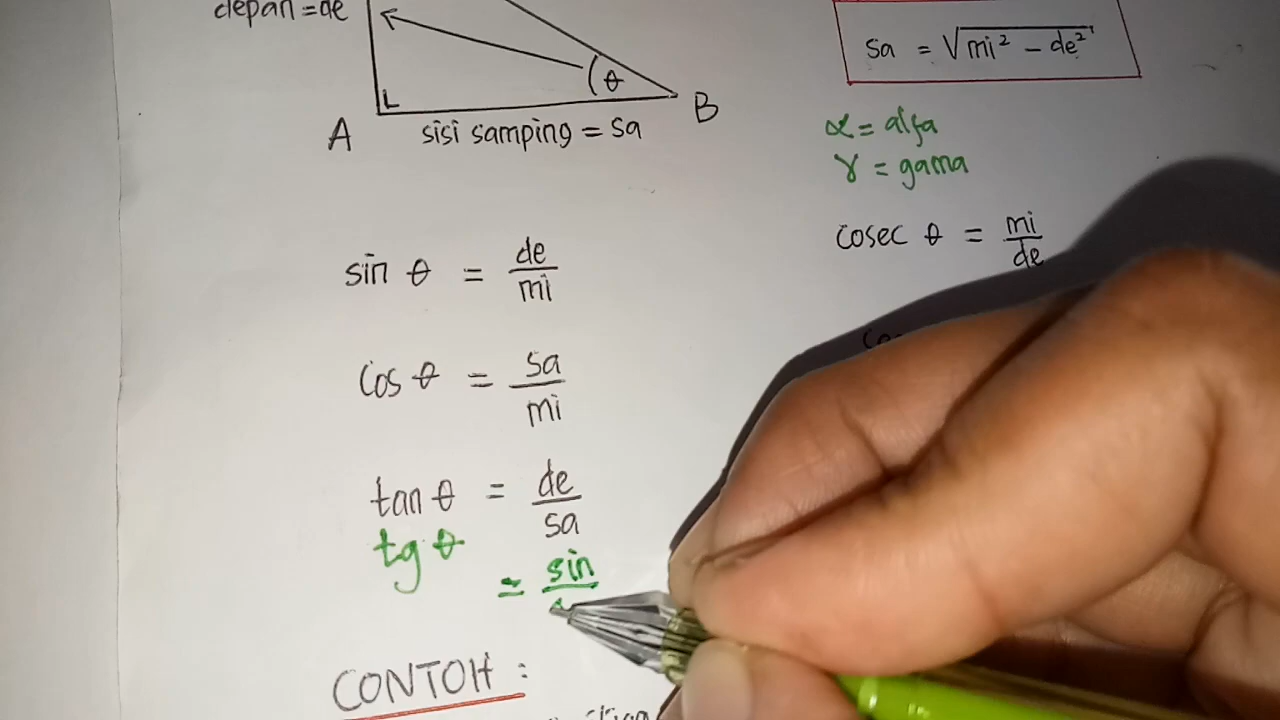 depan = de
θ
A
B
sisi samping = sa
sin θ = de/mi
cos θ = sa/mi
tan θ = de/sa
tg θ
= sin
CONTOH :
sa = √mi² - de²
α = alfa
γ = gama
cosec θ = mi/de